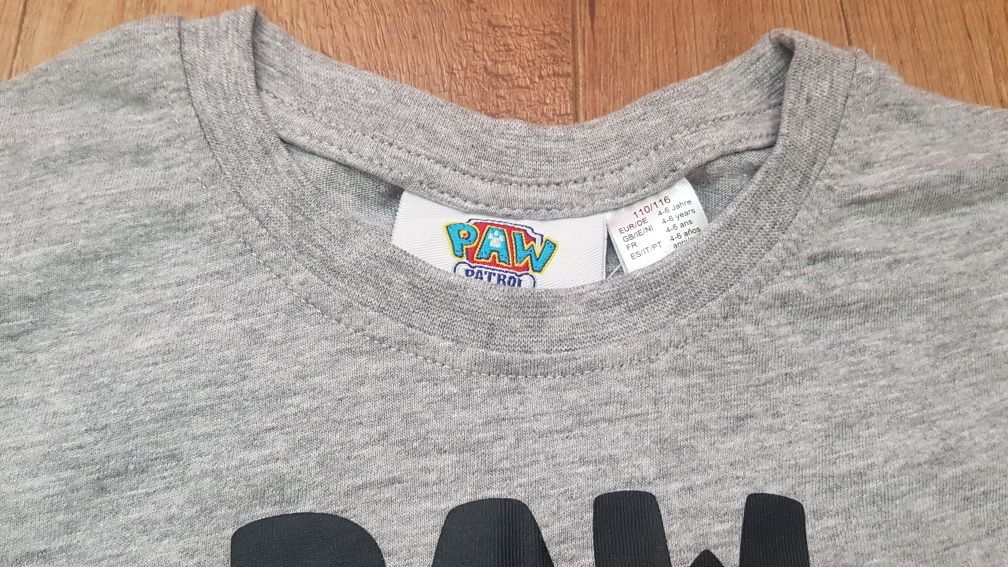 PAW
PATROL
110/116
EUR/DE 4-6 Jahre
GB/IE/NI 4-6 years
FR 4-6 ans
ES/IT/PT 4-6 años
PAW